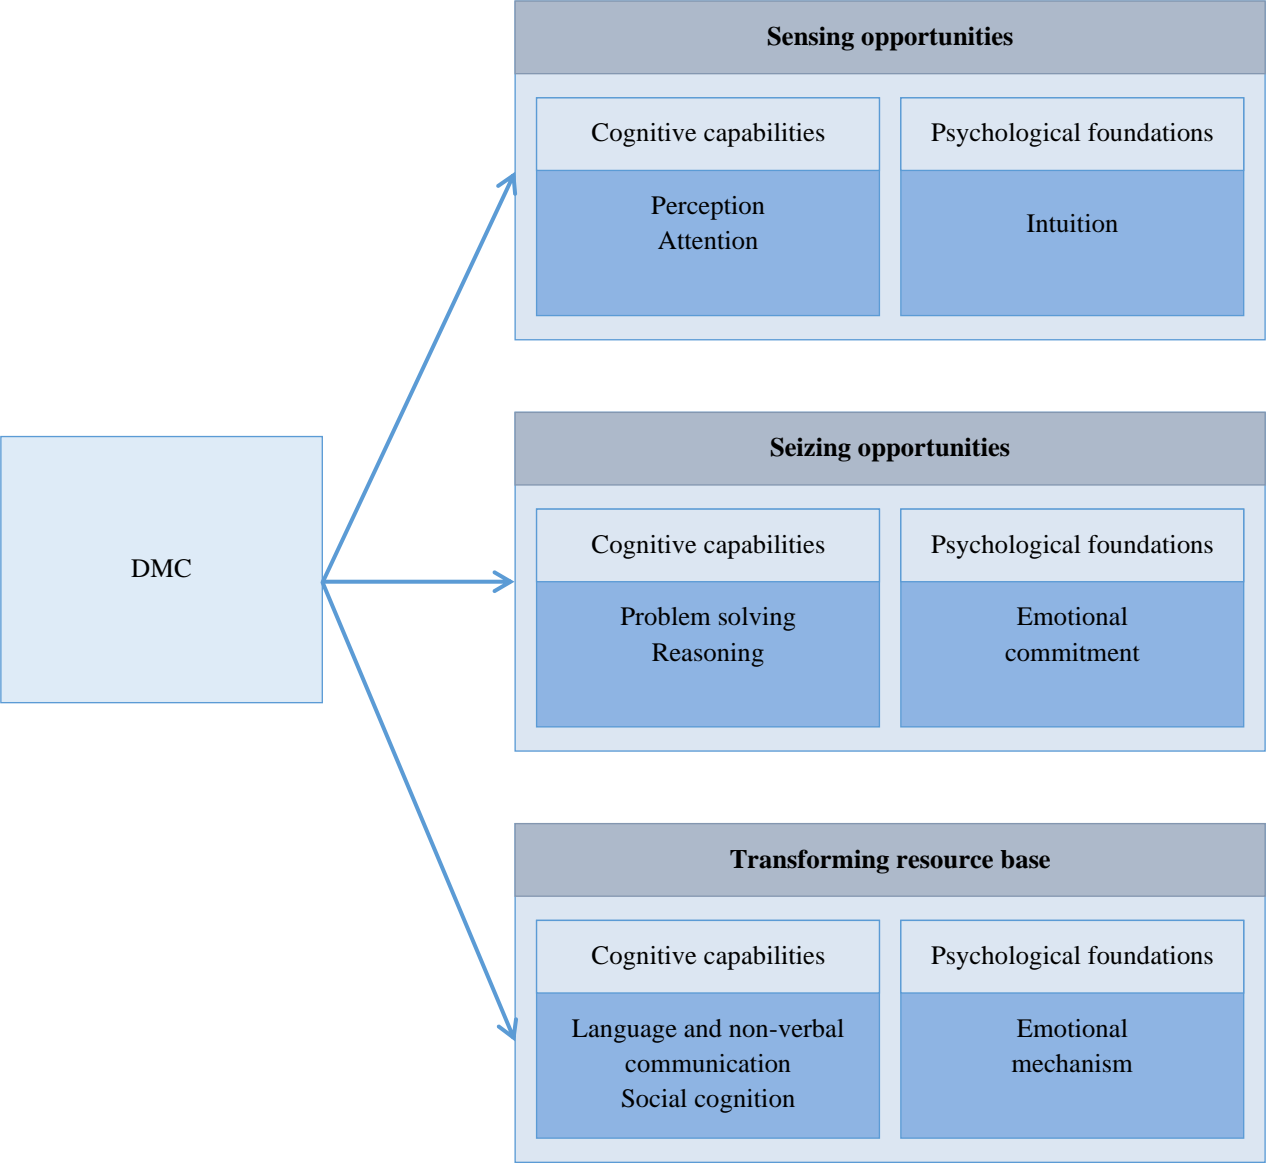 Sensing opportunities
Cognitive capabilities
Psychological foundations
Perception
Attention
Intuition
DMC
Seizing opportunities
Cognitive capabilities
Psychological foundations
Problem solving
Reasoning
Emotional
commitment
Transforming resource base
Cognitive capabilities
Psychological foundations
Language and non-verbal
communication
Social cognition
Emotional
mechanism